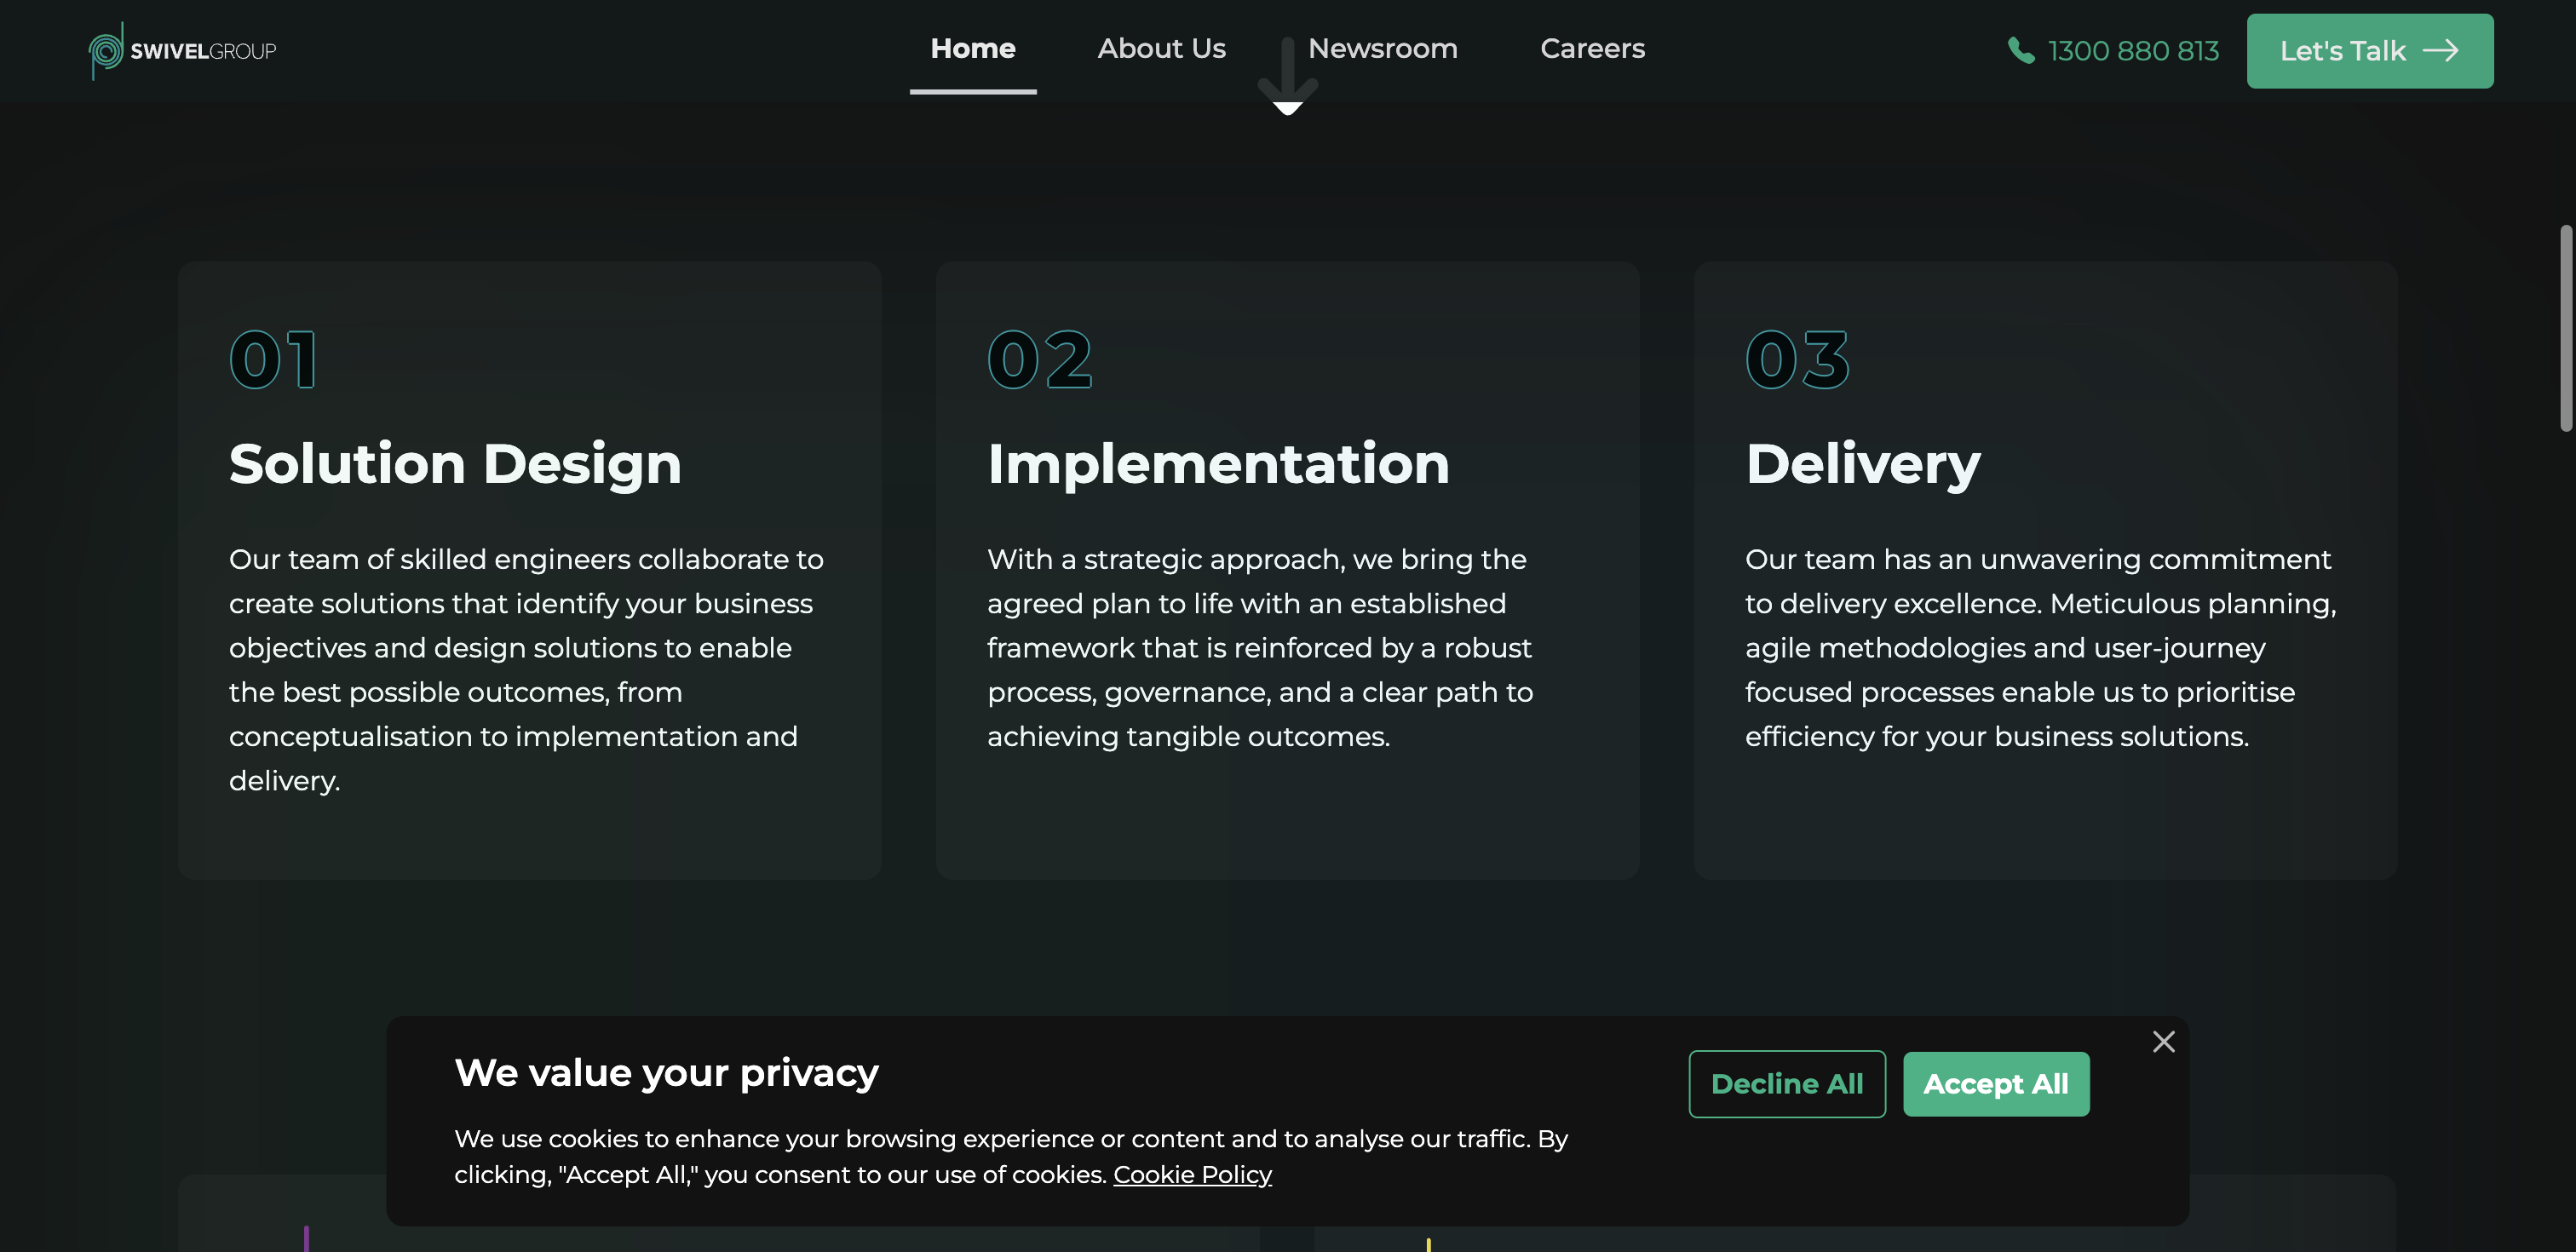 SWIVELGROUP
Home
About Us
Newsroom
Careers
1300 880 813
Let's Talk
01
Solution Design
Our team of skilled engineers collaborate to
create solutions that identify your business
objectives and design solutions to enable
the best possible outcomes, from
conceptualisation to implementation and
delivery.
02
Implementation
With a strategic approach, we bring the
agreed plan to life with an established
framework that is reinforced by a robust
process, governance, and a clear path to
achieving tangible outcomes.
03
Delivery
Our team has an unwavering commitment
to delivery excellence. Meticulous planning,
agile methodologies and user-journey
focused processes enable us to prioritise
efficiency for your business solutions.
We value your privacy
We use cookies to enhance your browsing experience or content and to analyse our traffic. By
clicking, "Accept All," you consent to our use of cookies. Cookie Policy
Decline All
Accept All